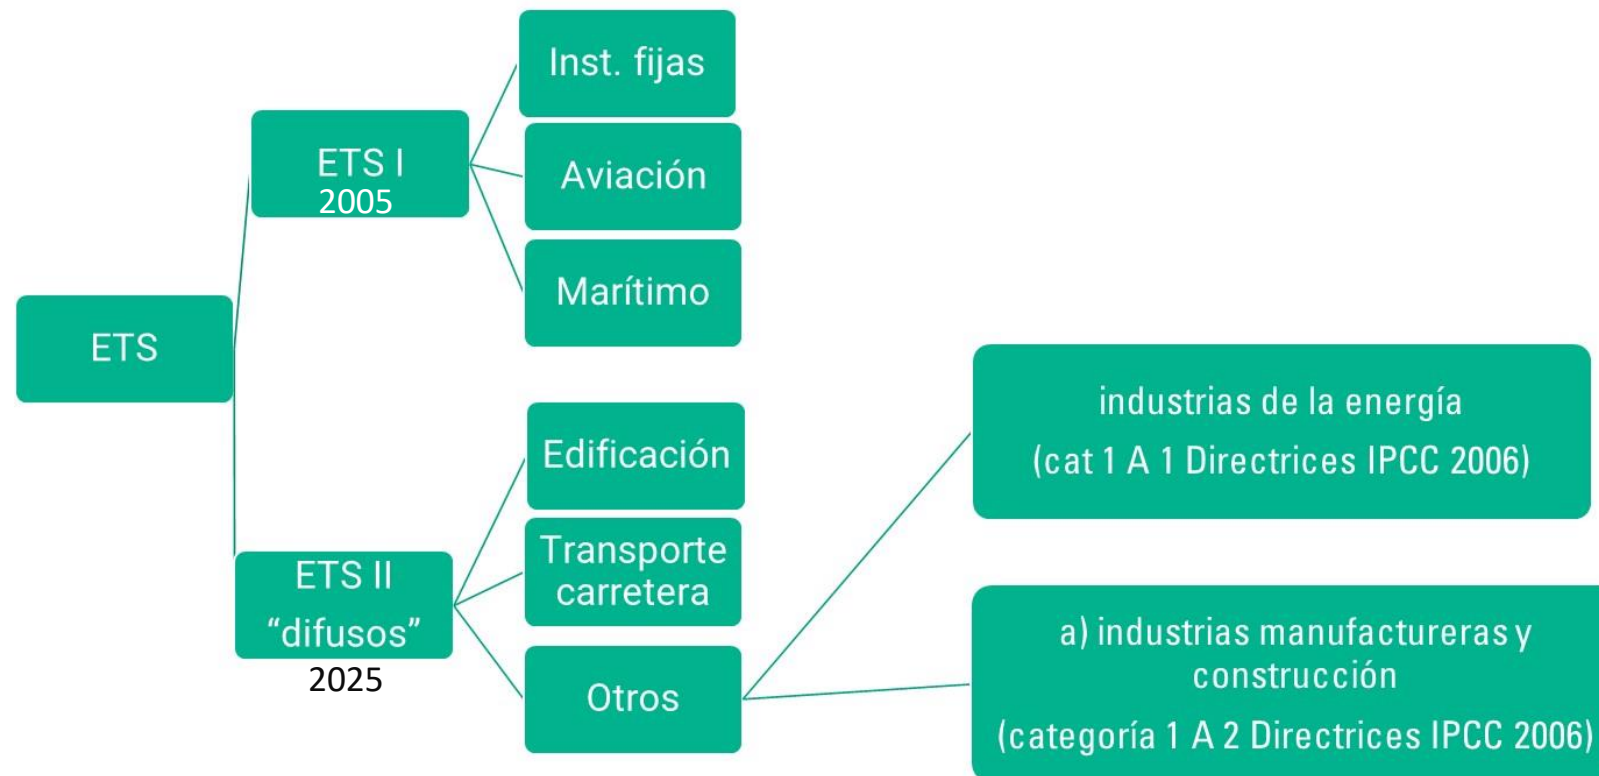 ETS
ETS I
2005
Inst. fijas
Aviación
Marítimo
ETS II
“difusos”
2025
Edificación
Transporte
carretera
Otros
industrias de la energía
(cat 1 A 1 Directrices IPCC 2006)
a) industrias manufactureras y
construcción
(categoría 1 A 2 Directrices IPCC 2006)